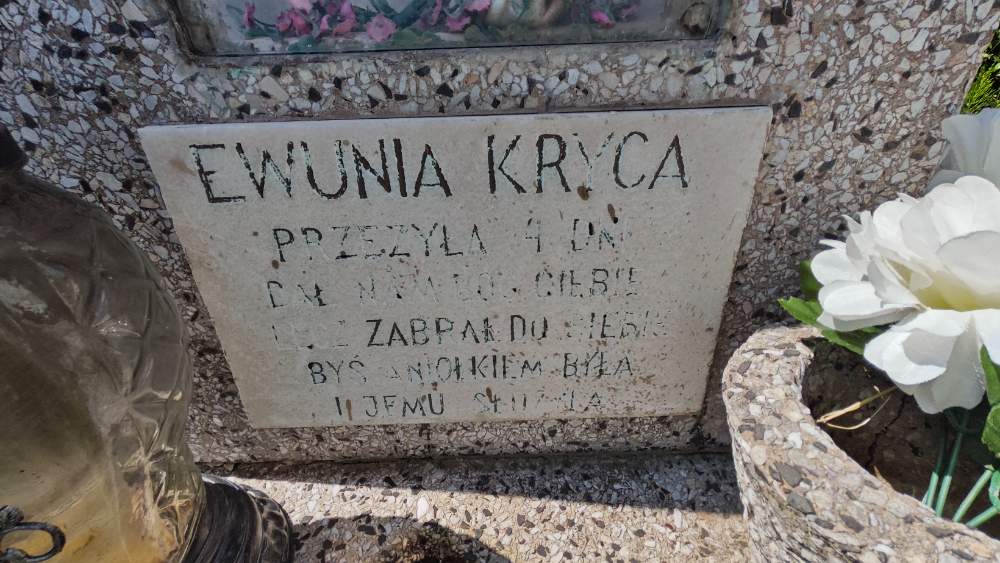 EWUNIA KRYCA
PRZEŻYŁA 4 DNI
DAŁ NAM BÓG CIEBIE
LECZ ZABRAŁ DO SIEBIE
BYŚ ANIOŁKIEM BYŁA
I JEMU SŁUŻYŁA